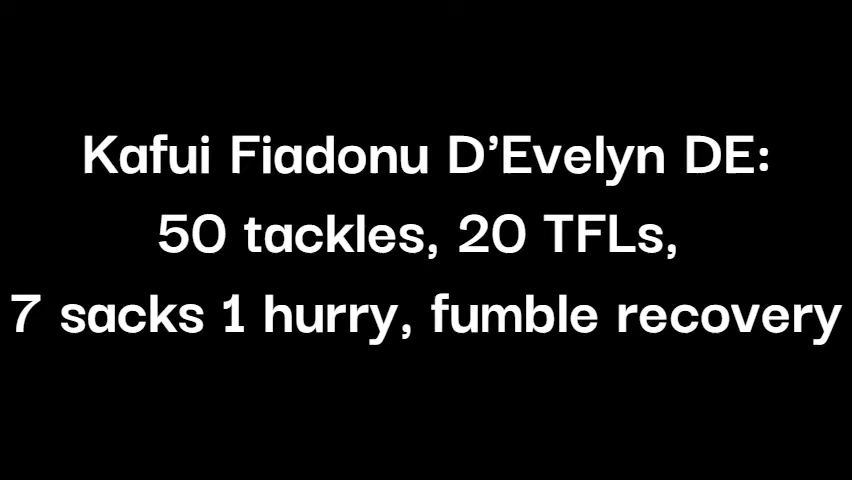 Kafui Fiadonu D’Evelyn DE:
50 tackles, 20 TFLs,
7 sacks 1 hurry, fumble recovery